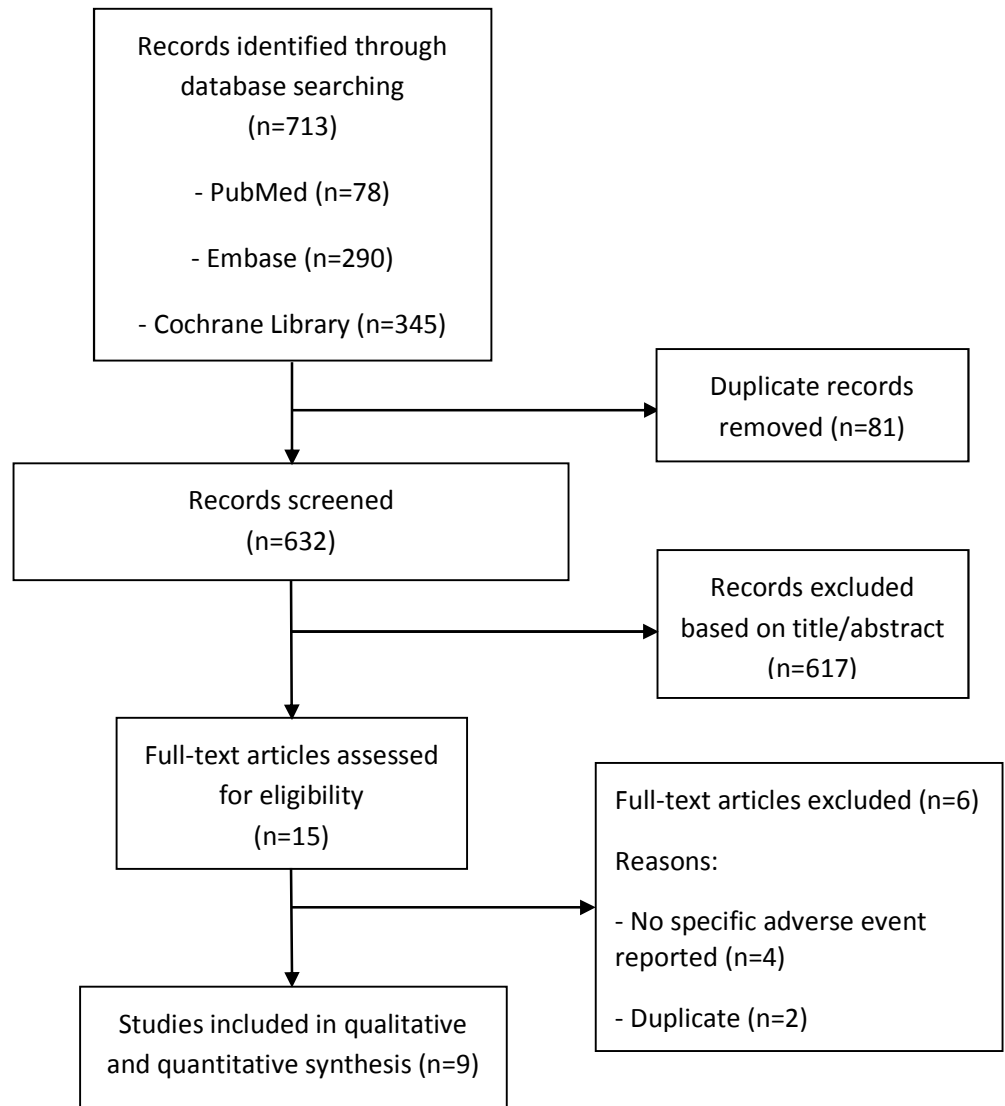 Records identified through
database searching
(n=713)
- PubMed (n=78)
- Embase (n=290)
- Cochrane Library (n=345)
Duplicate records
removed (n=81)
Records screened
(n=632)
Records excluded
based on title/abstract
(n=617)
Full-text articles assessed
for eligibility
(n=15)
Full-text articles excluded (n=6)
Reasons:
- No specific adverse event
reported (n=4)
- Duplicate (n=2)
Studies included in qualitative
and quantitative synthesis (n=9)